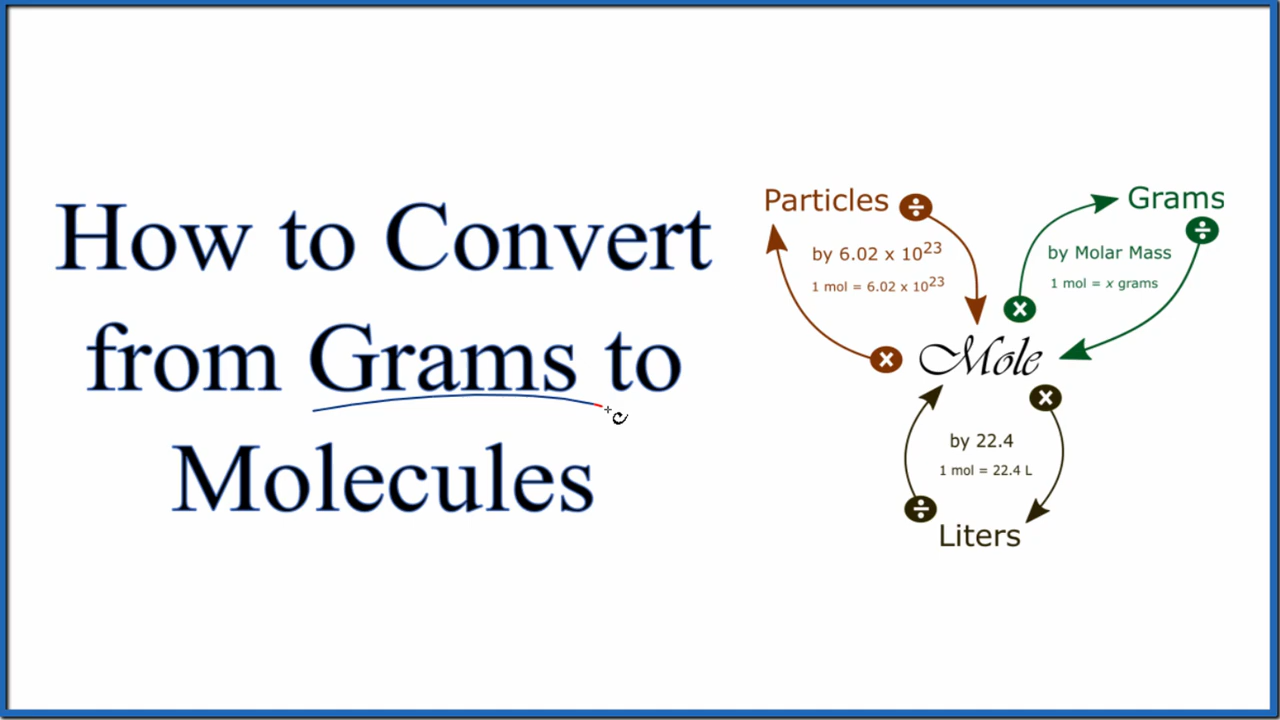 How to Convert
from Grams to
Molecules
Particles ÷
by 6.02 x 10²³
1 mol = 6.02 x 10²³
×
Grams
÷
by Molar Mass
1 mol = x grams
×
Mole
×
by 22.4
1 mol = 22.4 L
÷
Liters